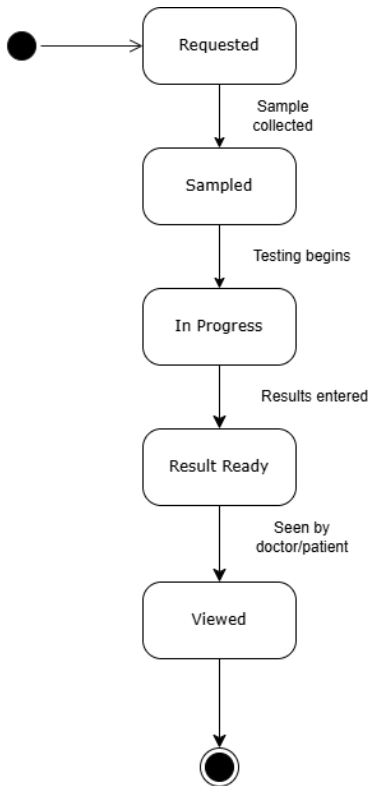 Requested
Sample
collected
Sampled
Testing begins
In Progress
Results entered
Result Ready
Seen by
doctor/patient
Viewed